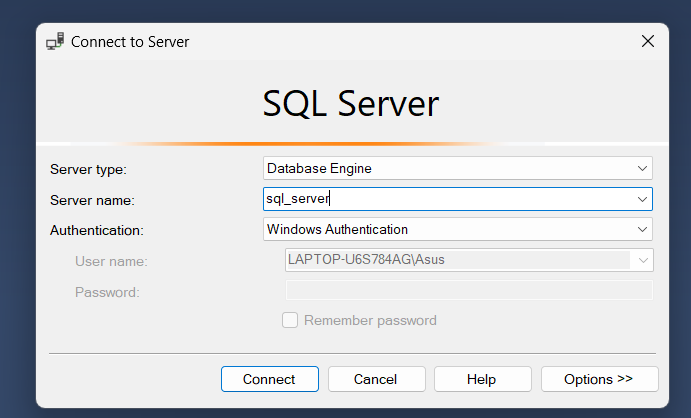 Connect to Server
SQL Server
Server type: Database Engine
Server name: sql_server
Authentication: Windows Authentication
User name: LAPTOP-U6S784AG\Asus
Password:
Remember password
Connect Cancel Help Options >>